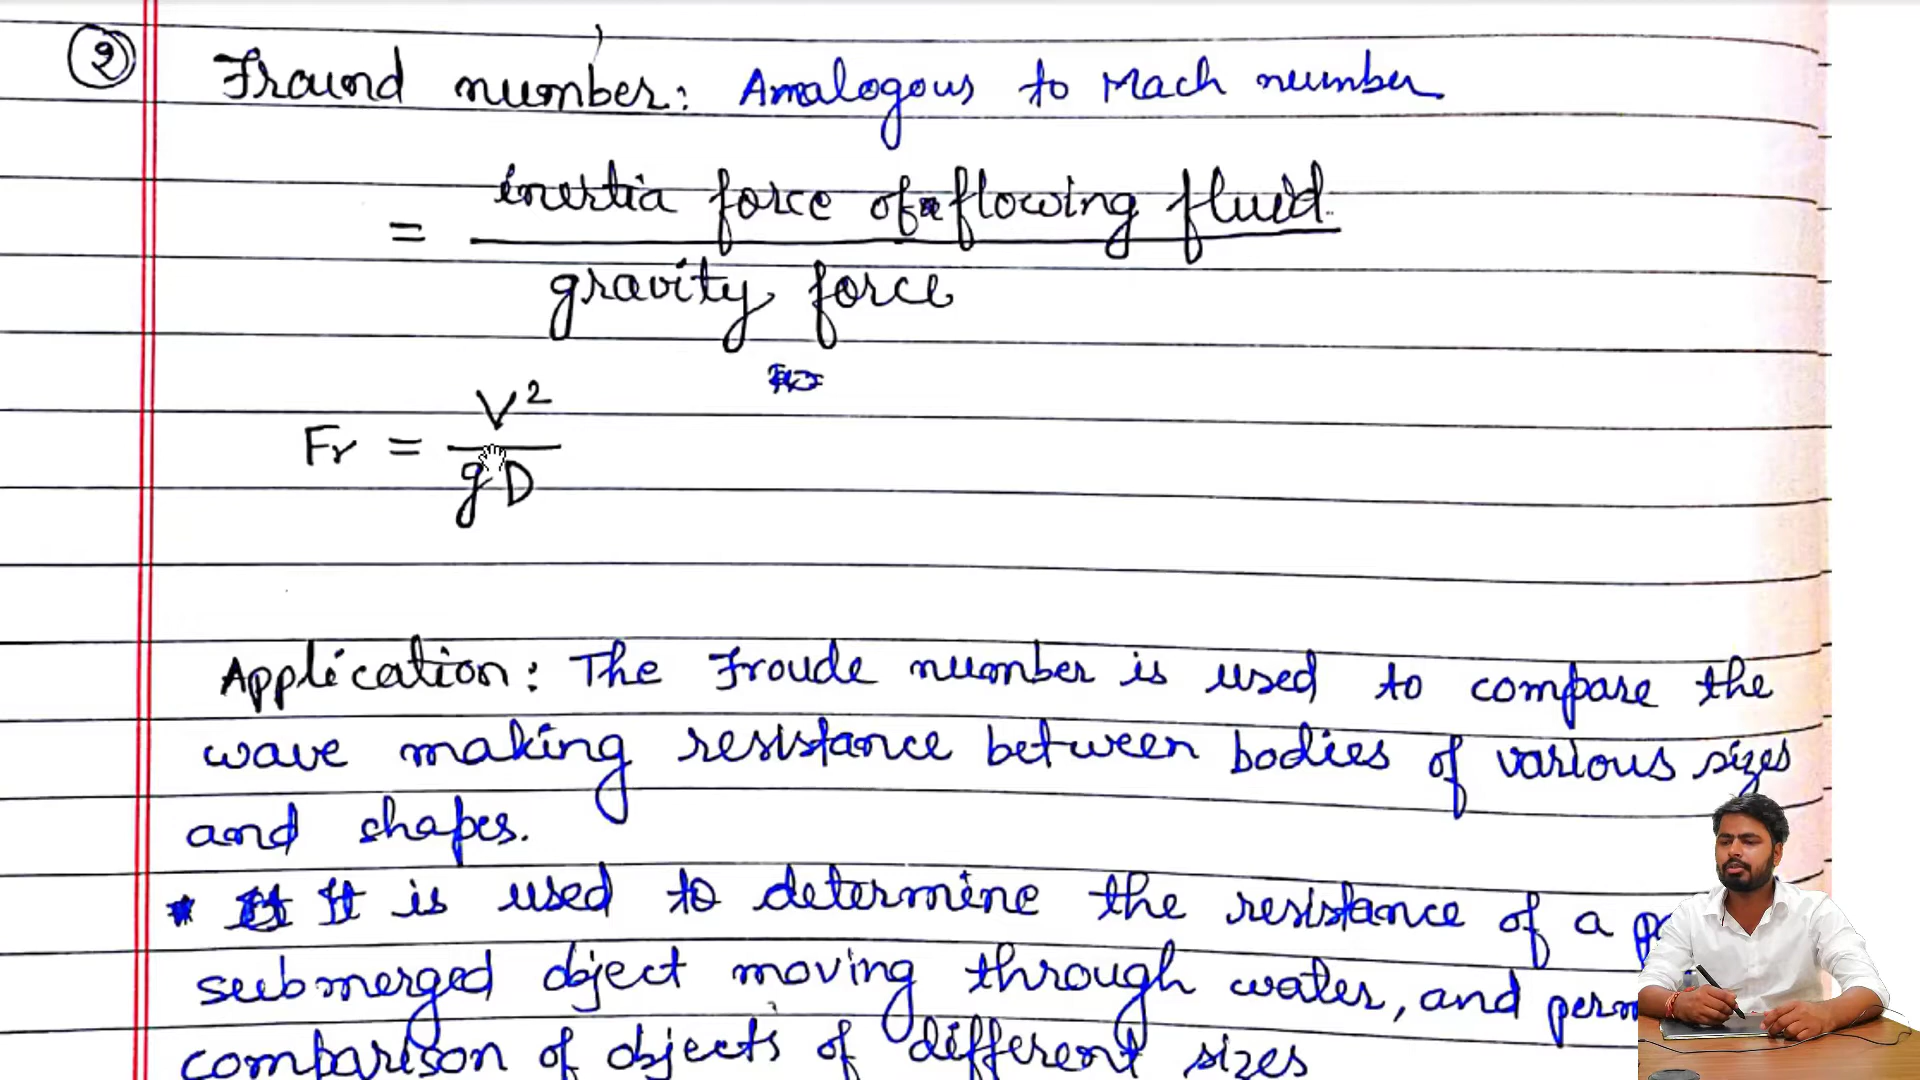 2 Fraund number: Analogous to Mach number
= inertia force of flowing fluid
gravity force
Fr = V²
gD
Application: The Froude number is used to compare the
wave making resistance between bodies of various sizes
and shapes.
* It is used to determine the resistance of a
submerged object moving through water, and
comparison of objects of different sizes